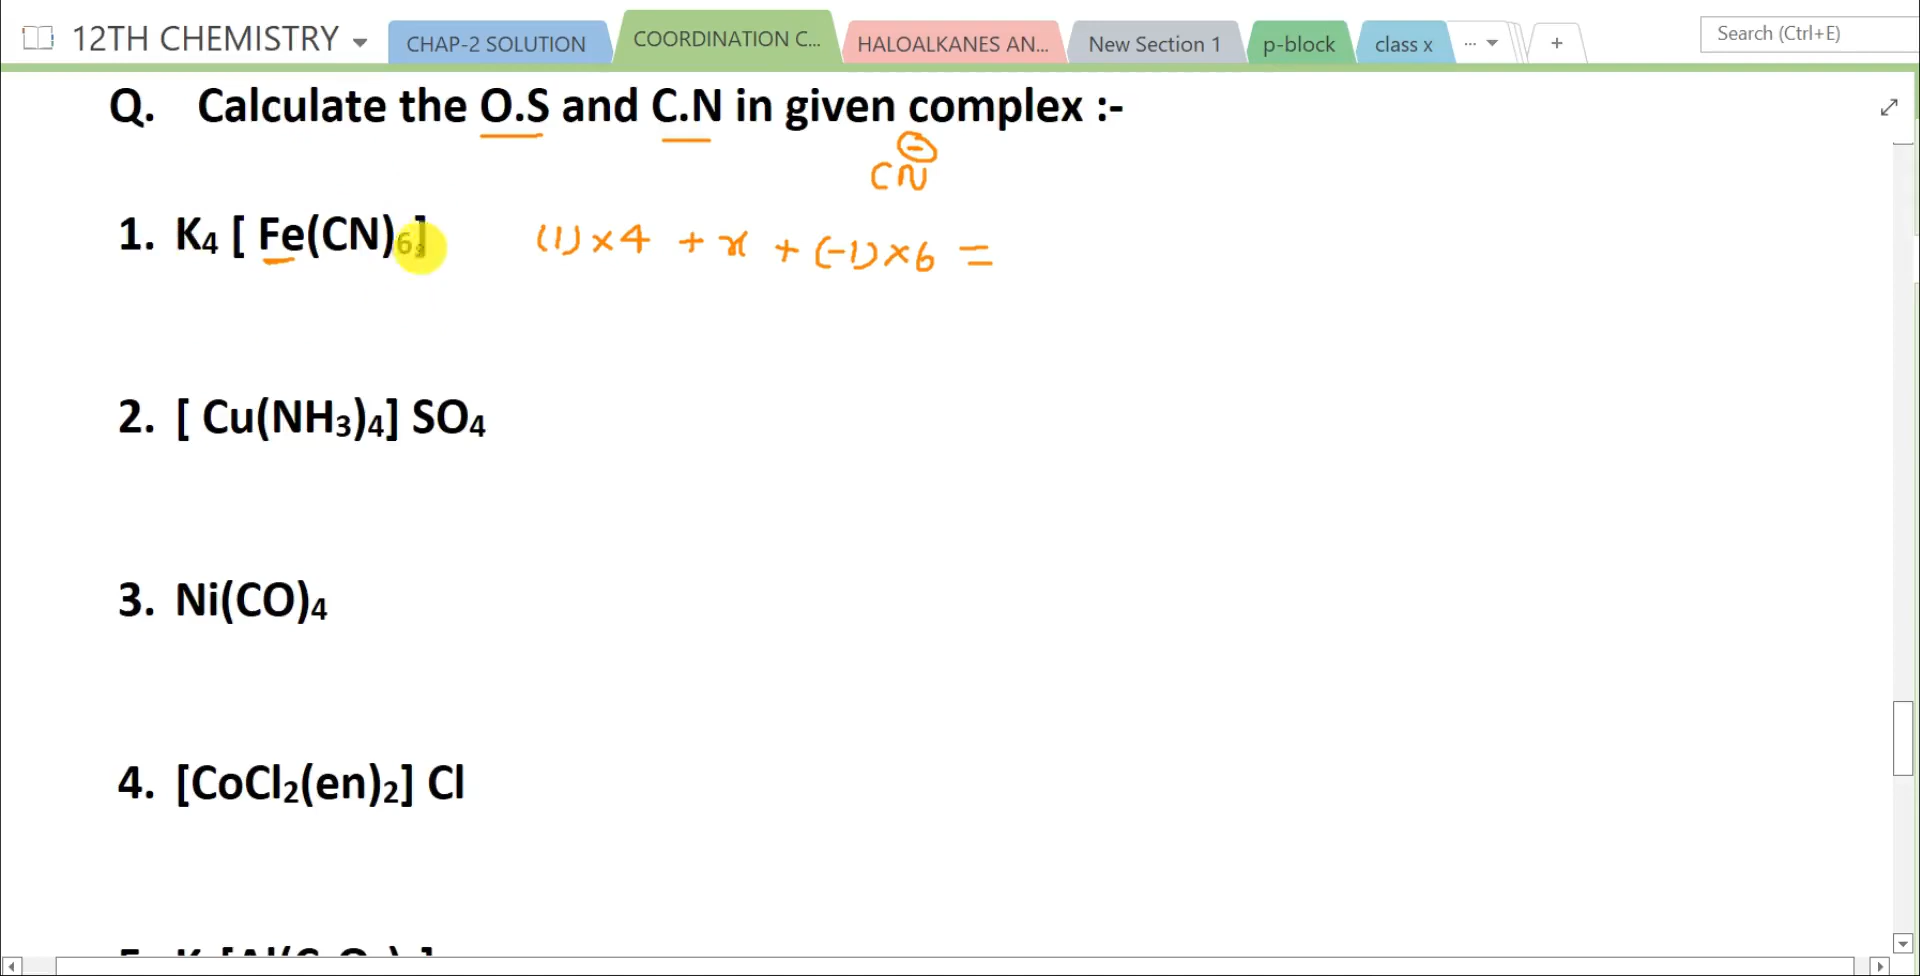 12TH CHEMISTRY
CHAP-2 SOLUTION
COORDINATION C...
HALOALKANES AN...
New Section 1
p-block
class x
Search (Ctrl+E)
Q. Calculate the O.S and C.N in given complex :-
CN⁻
1. K₄ [ Fe(CN)₆] (1)×4 + x + (-1)×6 =
2. [ Cu(NH₃)₄] SO₄
3. Ni(CO)₄
4. [CoCl₂(en)₂] Cl